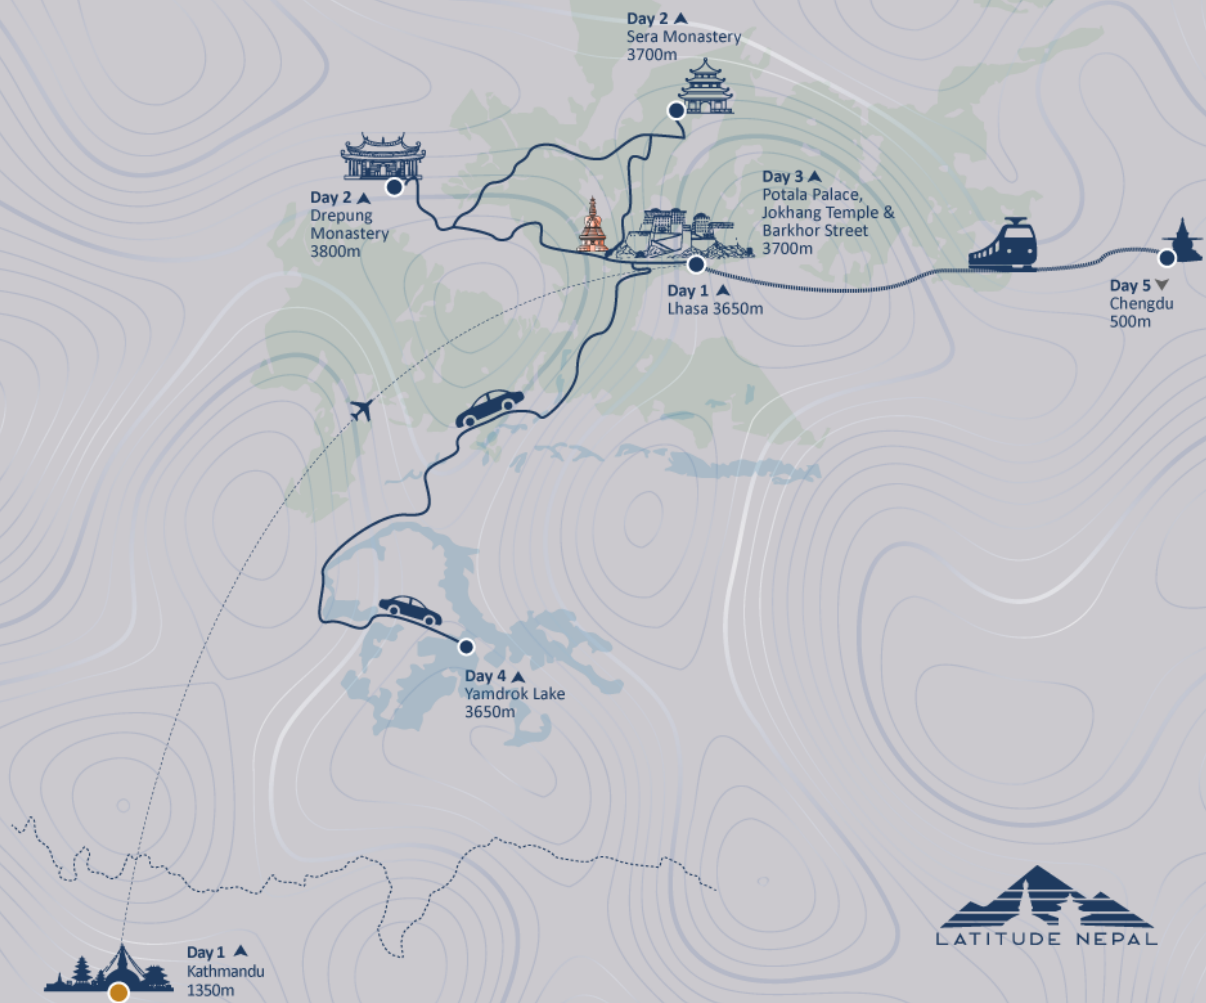 Day 2
Sera Monastery
3700m
Day 2
Drepung
Monastery
3800m
Day 3
Potala Palace,
Jokhang Temple &
Barkhor Street
3700m
Day 1
Lhasa 3650m
Day 5
Chengdu
500m
Day 4
Yamdrok Lake
3650m
Day 1
Kathmandu
1350m
LATITUDE NEPAL